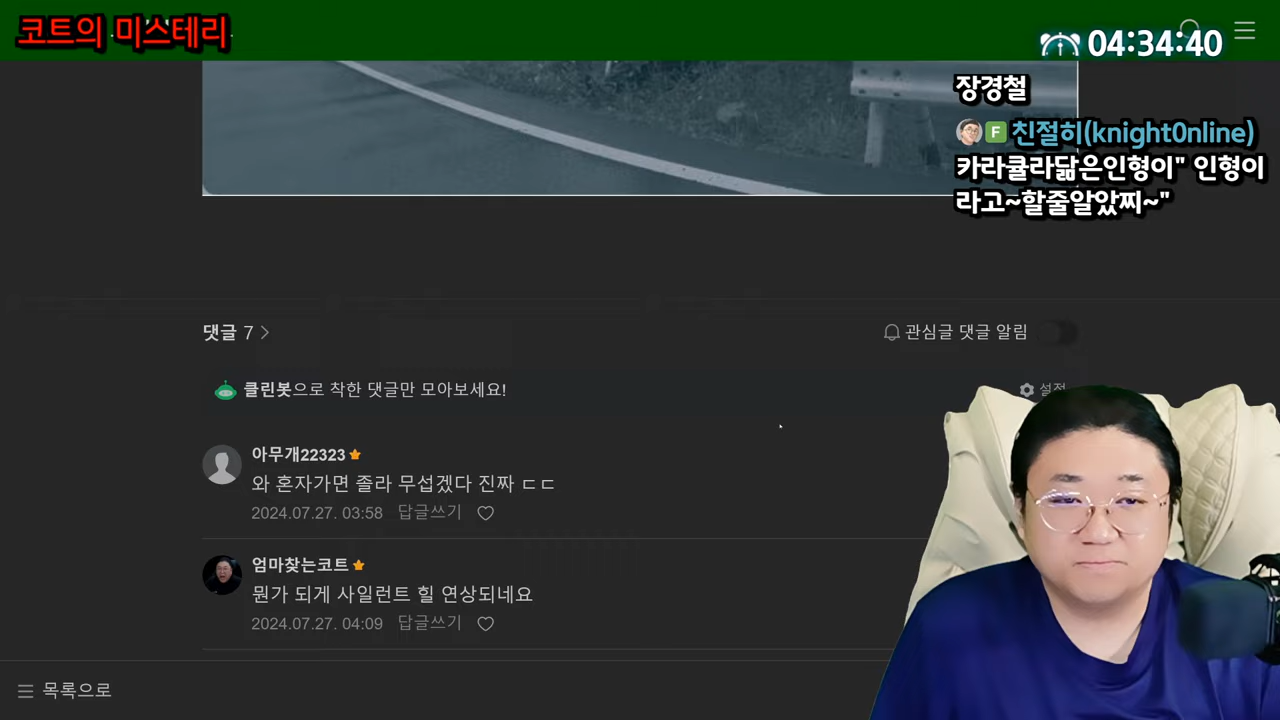 코트의 미스테리
04:34:40
장경철
F 친절히(knight0nline)
카라큘라닮은인형이" 인형이
라고~할줄알았찌~"
댓글 7
관심글 댓글 알림
클린봇으로 착한 댓글만 모아보세요!
설정
아무개22323
와 혼자가면 졸라 무섭겠다 진짜 ㄷㄷ
2024.07.27. 03:58 답글쓰기
엄마찾는코트
뭔가 되게 사일런트 힐 연상되네요
2024.07.27. 04:09 답글쓰기
목록으로